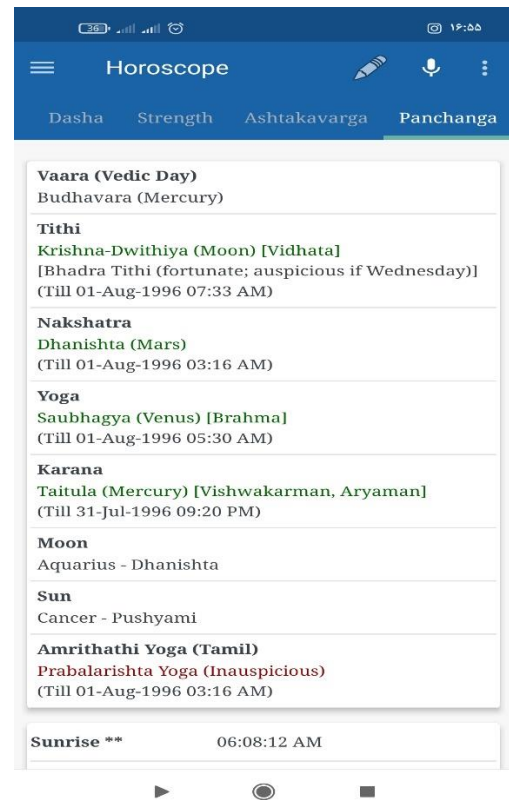 36 ۱۶:۵۵
Horoscope
Dasha Strength Ashtakavarga Panchanga
Vaara (Vedic Day)
Budhavara (Mercury)
Tithi
Krishna-Dwithiya (Moon) [Vidhata]
[Bhadra Tithi (fortunate; auspicious if Wednesday)]
(Till 01-Aug-1996 07:33 AM)
Nakshatra
Dhanishta (Mars)
(Till 01-Aug-1996 03:16 AM)
Yoga
Saubhagya (Venus) [Brahma]
(Till 01-Aug-1996 05:30 AM)
Karana
Taitula (Mercury) [Vishwakarman, Aryaman]
(Till 31-Jul-1996 09:20 PM)
Moon
Aquarius - Dhanishta
Sun
Cancer - Pushyami
Amrithathi Yoga (Tamil)
Prabalarishta Yoga (Inauspicious)
(Till 01-Aug-1996 03:16 AM)
Sunrise ** 06:08:12 AM